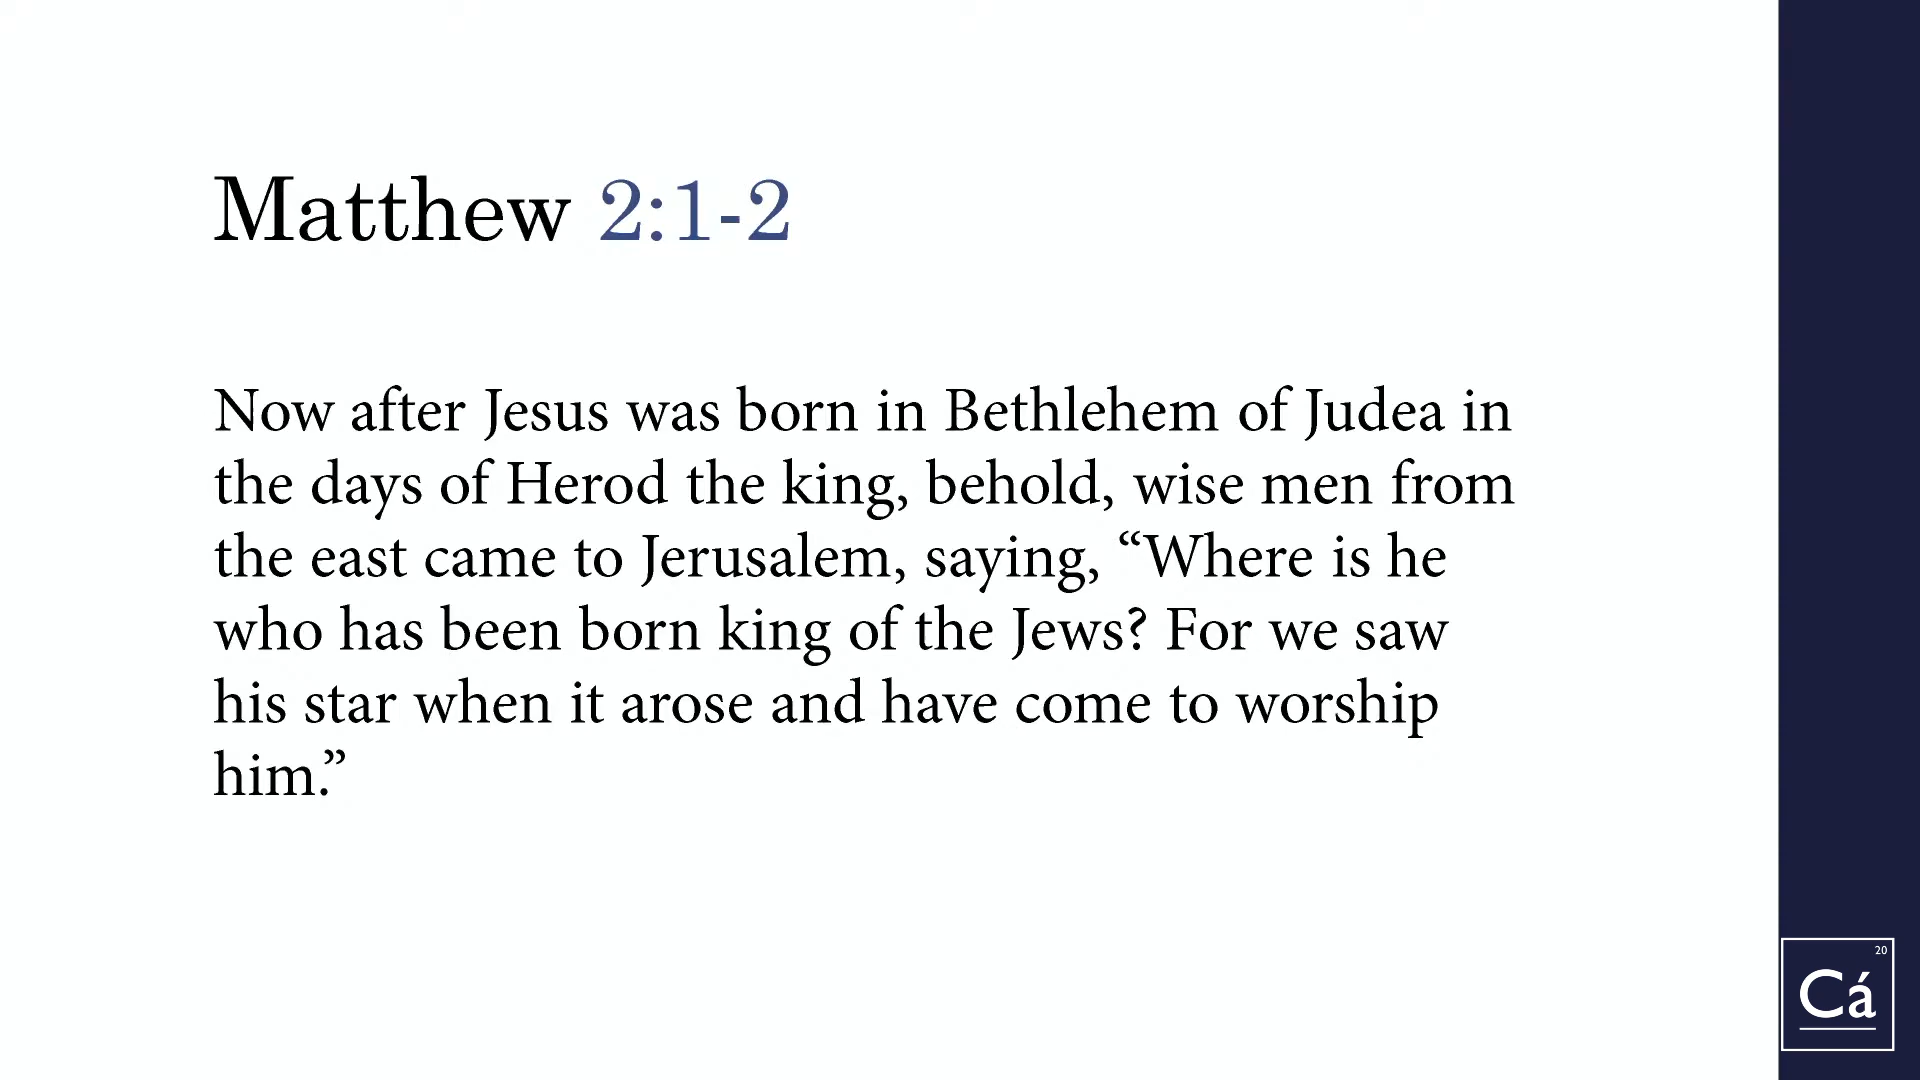 Matthew 2:1-2
Now after Jesus was born in Bethlehem of Judea in
the days of Herod the king, behold, wise men from
the east came to Jerusalem, saying, “Where is he
who has been born king of the Jews? For we saw
his star when it arose and have come to worship
him.”
20
Cá